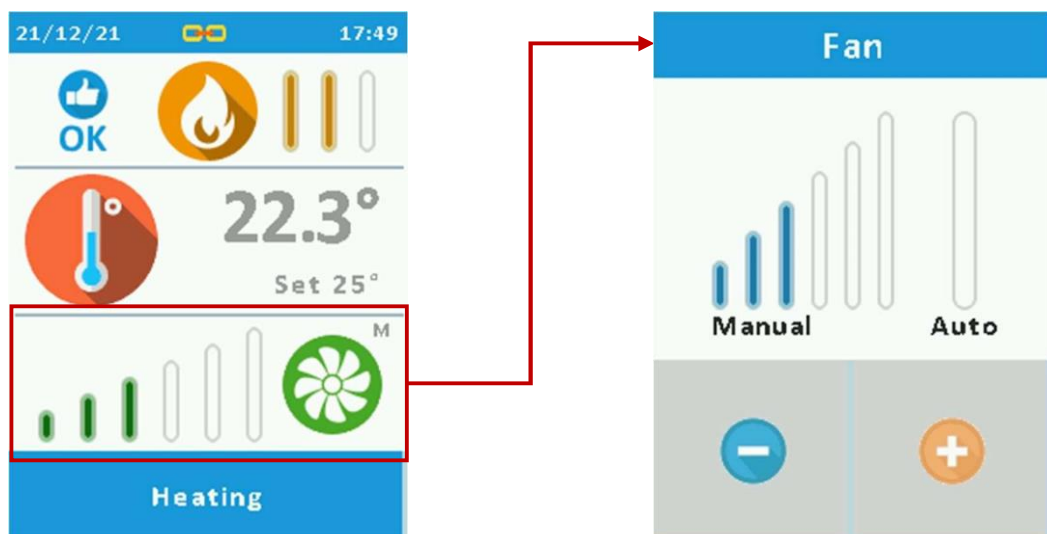 21/12/21 17:49
OK
22.3°
Set 25°
M
Heating
Fan
Manual Auto